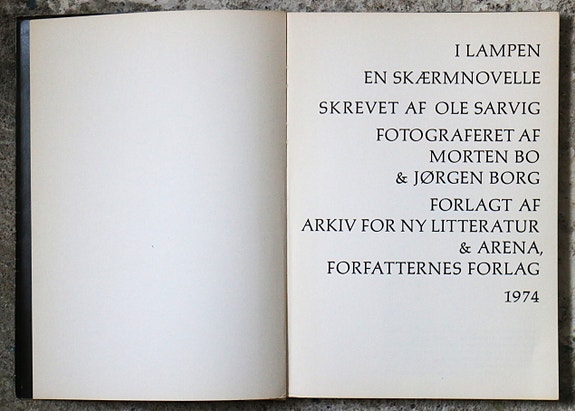 I LAMPEN
EN SKÆRMNOVELLE
SKREVET AF OLE SARVIG
FOTOGRAFERET AF
MORTEN BO
& JØRGEN BORG
FORLAGT AF
ARKIV FOR NY LITTERATUR
& ARENA,
FORFATTERNES FORLAG
1974